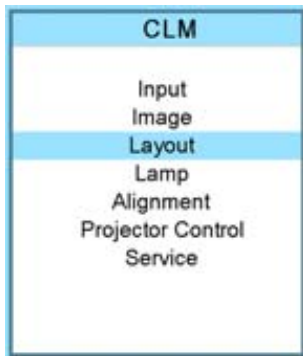 CLM
Input
Image
Layout
Lamp
Alignment
Projector Control
Service